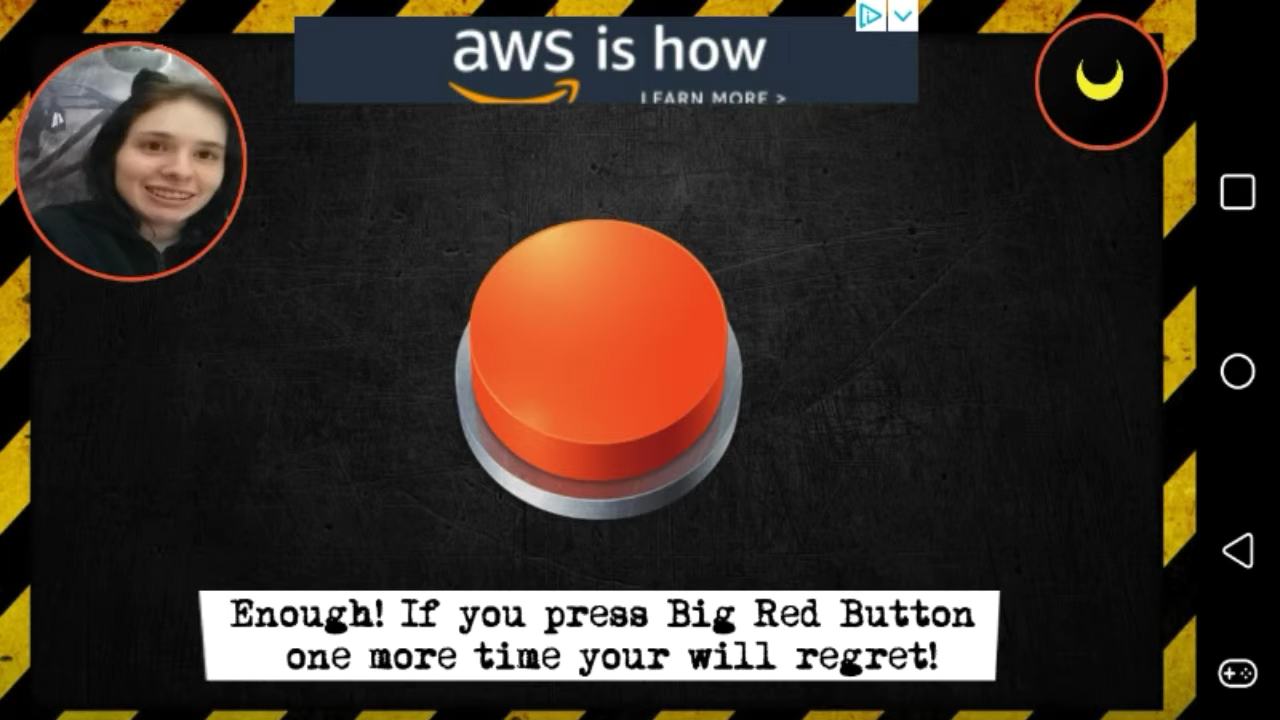 aws is how
LEARN MORE >
Enough! If you press Big Red Button
one more time your will regret!